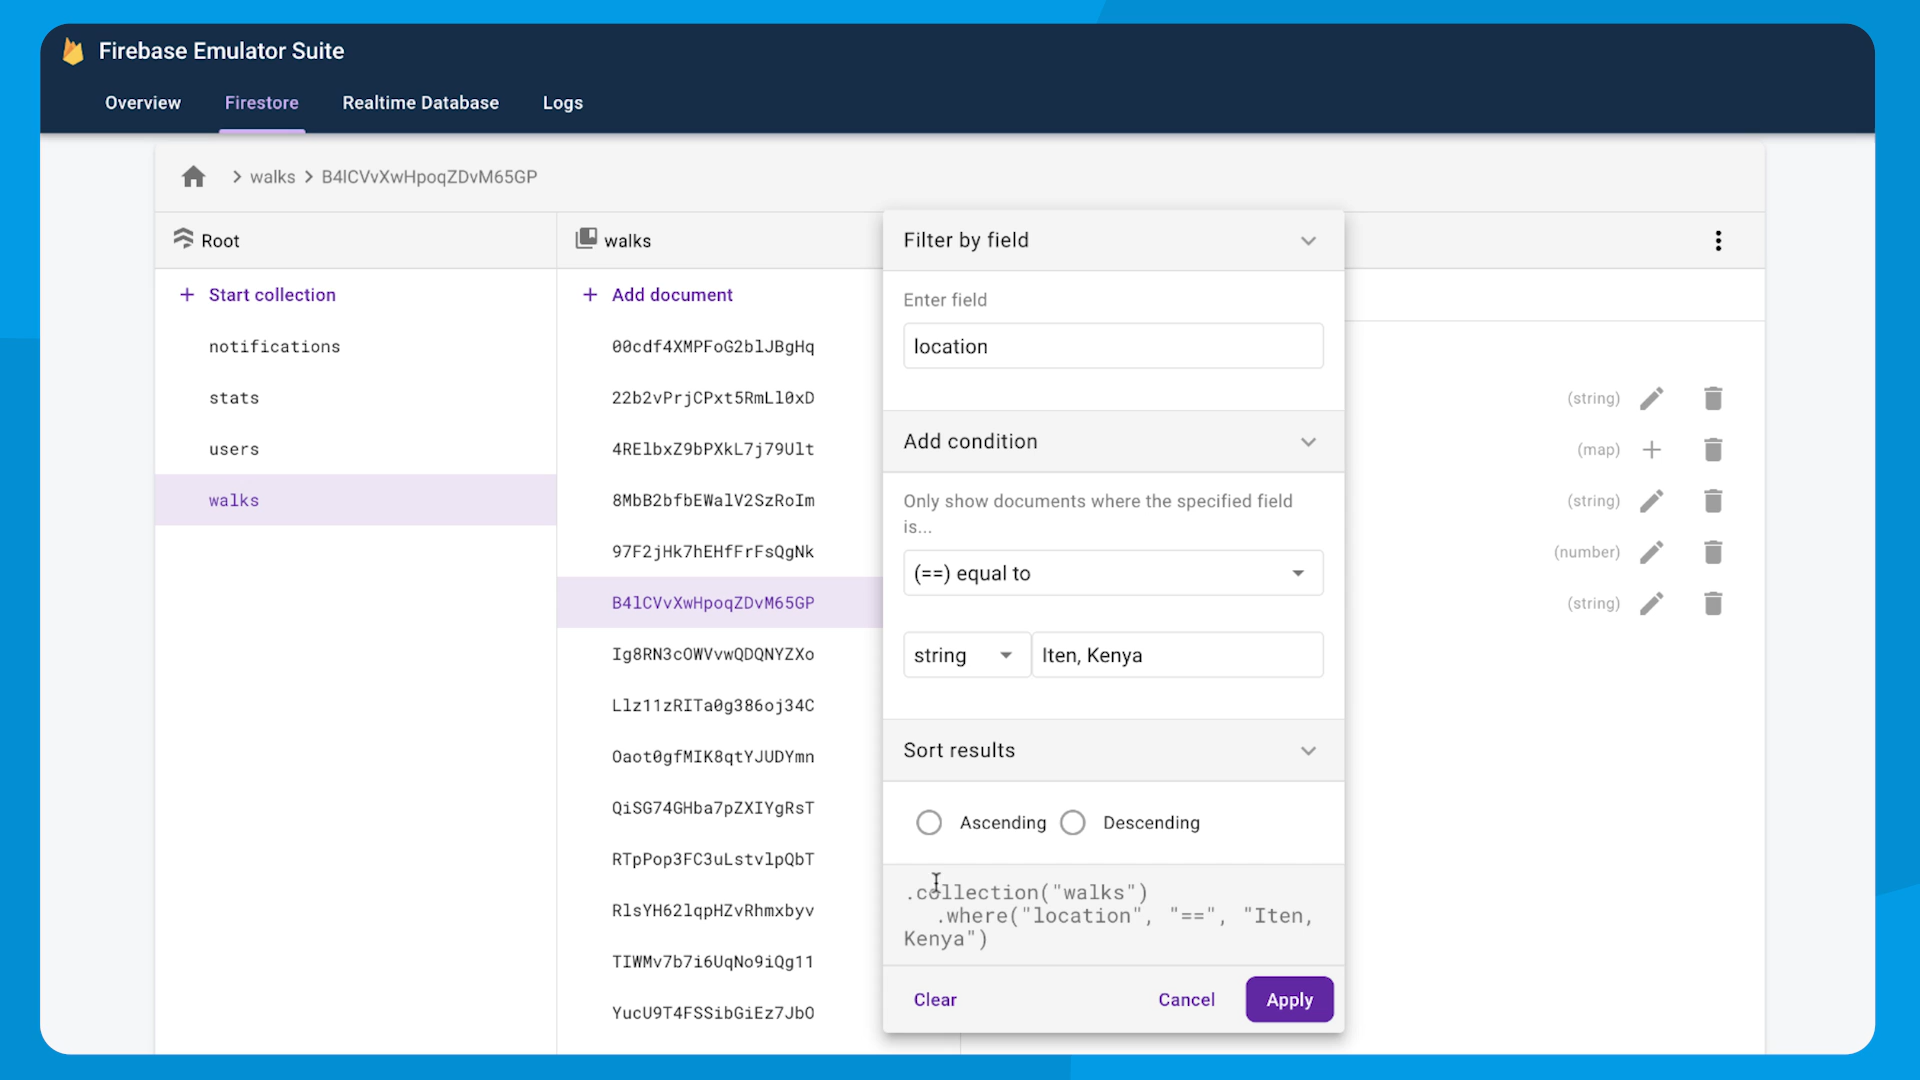 Firebase Emulator Suite
Overview Firestore Realtime Database Logs
walks B4lCVvXwHpoqZDvM65GP
Root
Start collection
notifications
stats
users
walks
walks
Add document
00cdf4XMPFoG2blJBgHq
22b2vPrjCPxt5RmLl0xD
4RElbxZ9bPXkL7j79Ult
8MbB2bfbEWalV2SzRoIm
97F2jHk7hEHfFrFsQgNk
B4lCVvXwHpoqZDvM65GP
Ig8RN3cOWVvwQDQNYZXo
Llz11zRITa0g386oj34C
Oaot0gfMIK8qtYJUDYmn
QiSG74GHba7pZXIYgRsT
RTpPop3FC3uLstvlpQbT
RlsYH62lqpHZvRhmxbyv
TIWMv7b7i6UqNo9iQg11
YucU9T4FSSibGiEz7JbO
Filter by field
Enter field
location
Add condition
Only show documents where the specified field
is...
(==) equal to
string Iten, Kenya
Sort results
Ascending Descending
.collection("walks")
.where("location", "==", "Iten,
Kenya")
Clear Cancel Apply
(string)
(map)
(string)
(number)
(string)